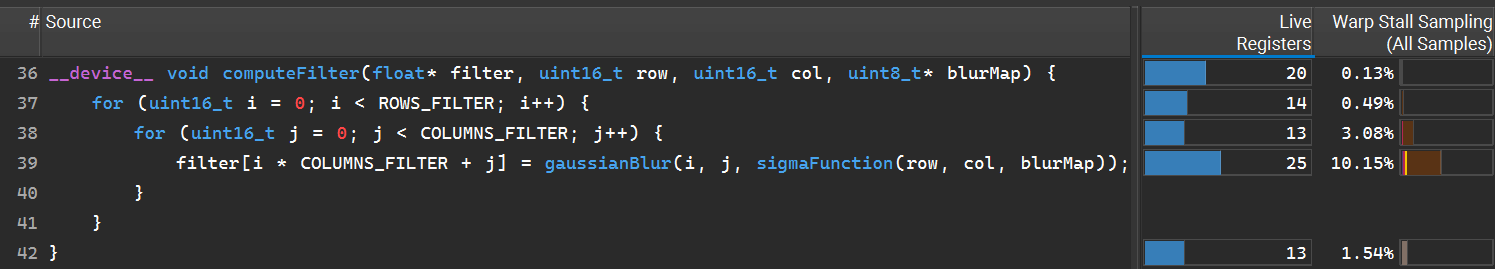 # Source Live Registers Warp Stall Sampling (All Samples)
36 __device__ void computeFilter(float* filter, uint16_t row, uint16_t col, uint8_t* blurMap) { 20 0.13%
37 for (uint16_t i = 0; i < ROWS_FILTER; i++) { 14 0.49%
38 for (uint16_t j = 0; j < COLUMNS_FILTER; j++) { 13 3.08%
39 filter[i * COLUMNS_FILTER + j] = gaussianBlur(i, j, sigmaFunction(row, col, blurMap)); 25 10.15%
40 }
41 }
42 } 13 1.54%